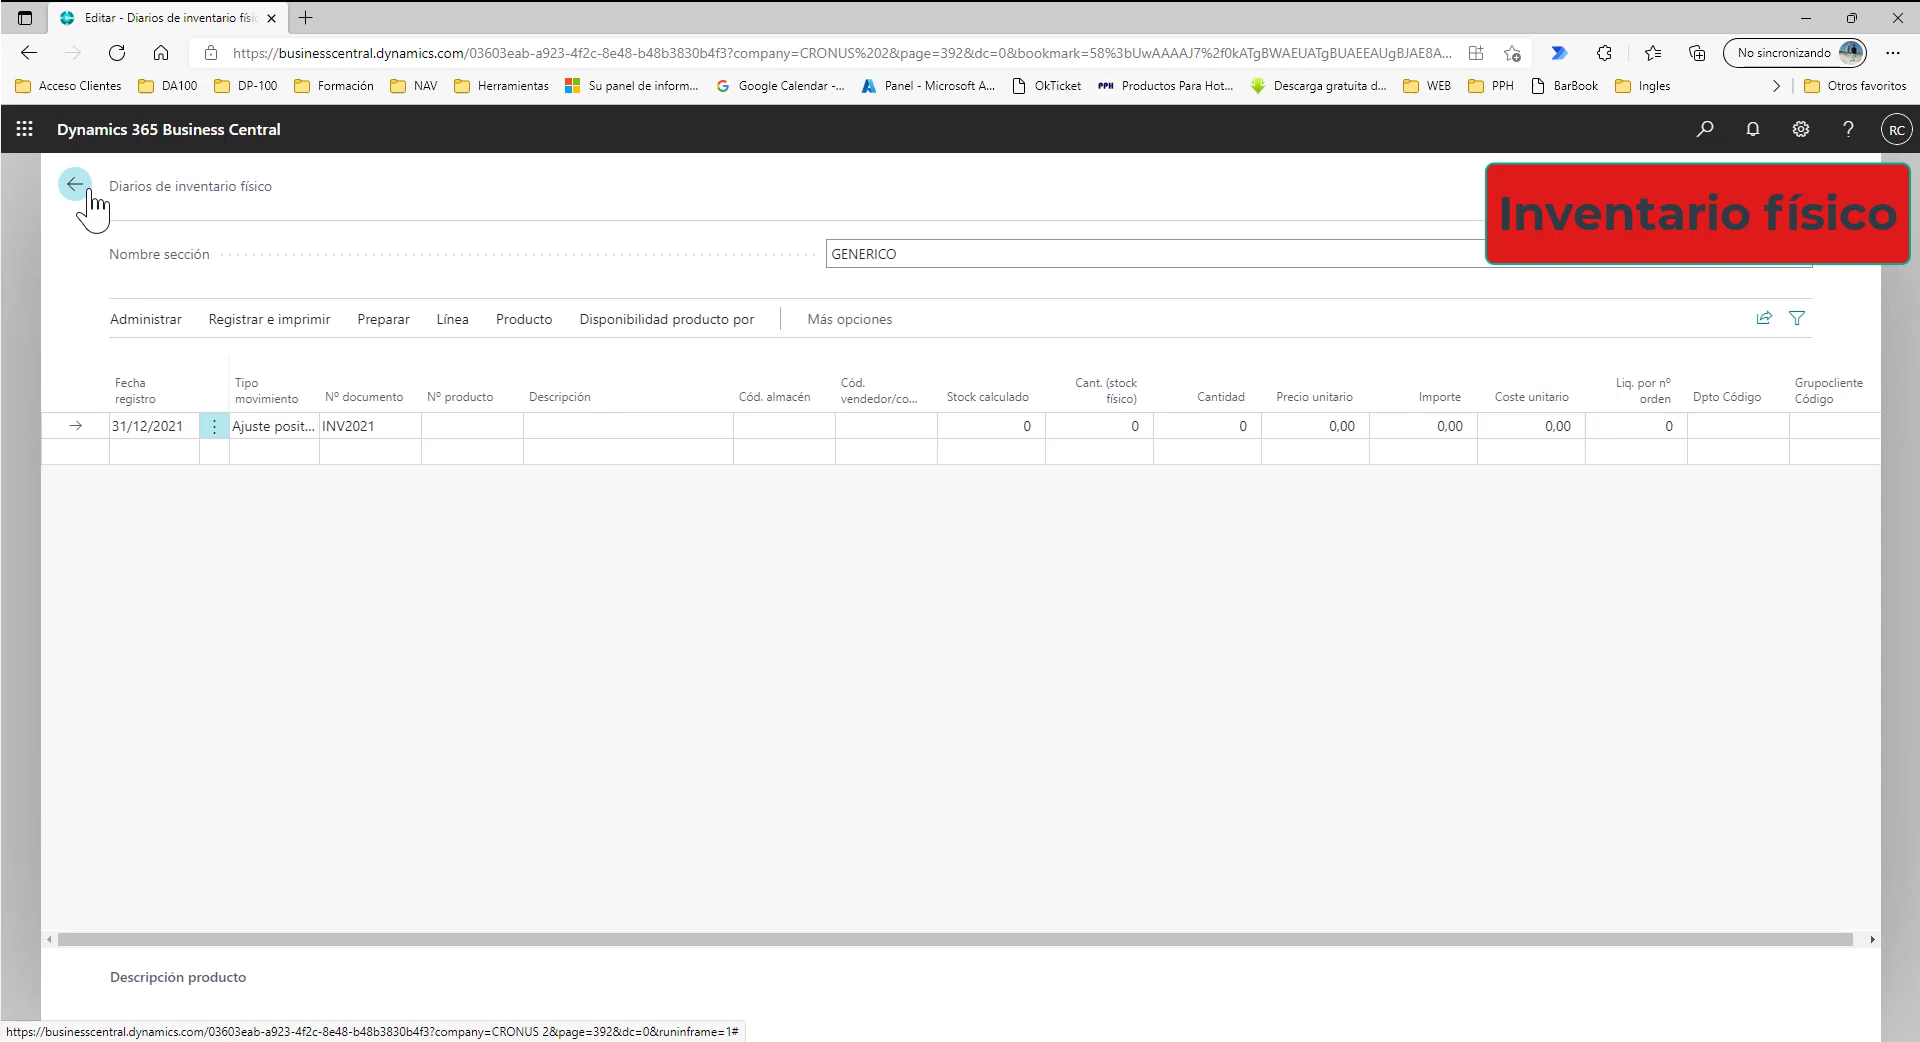 Editar - Diarios de inventario físic
https://businesscentral.dynamics.com/03603eab-a923-4f2c-8e48-b48b3830b4f3?company=CRONUS%202&page=392&dc=0&bookmark=58%3bUwAAAAJ7%2f0kATgBWAEUATgBUAEEAUgBJAE8A...
No sincronizando
Acceso Clientes DA100 DP-100 Formación NAV Herramientas Su panel de inform... Google Calendar -... Panel - Microsoft A... OkTicket PPH Productos Para Hot... Descarga gratuita d... WEB PPH BarBook Ingles Otros favoritos
Dynamics 365 Business Central
? RC
Diarios de inventario físico
Inventario físico
Nombre sección GENERICO
Administrar Registrar e imprimir Preparar Línea Producto Disponibilidad producto por Más opciones
Fecha registro Tipo movimiento Nº documento Nº producto Descripción Cód. almacén Cód. vendedor/co... Stock calculado Cant. (stock físico) Cantidad Precio unitario Importe Coste unitario Liq. por nº orden Dpto Código Grupocliente Código
31/12/2021 Ajuste posit... INV2021 0 0 0 0,00 0,00 0,00 0
Descripción producto
https://businesscentral.dynamics.com/03603eab-a923-4f2c-8e48-b48b3830b4f3?company=CRONUS 2&page=392&dc=0&runinframe=1#